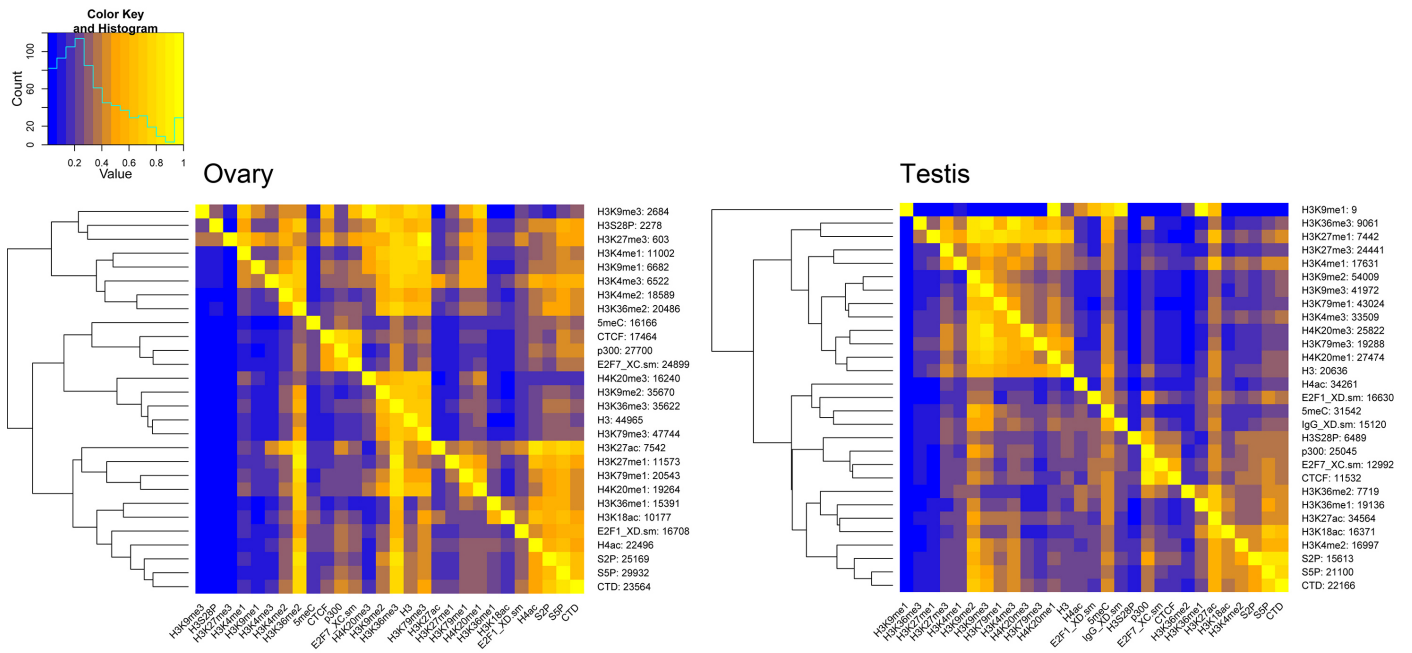 Color Key
and Histogram
Count
0
20
60
100
0.2
0.4
0.6
0.8
1
Value
Ovary
H3K9me3: 2684
H3S28P: 2278
H3K27me3: 603
H3K4me1: 11002
H3K9me1: 6682
H3K4me3: 6522
H3K4me2: 18589
H3K36me2: 20486
5meC: 16166
CTCF: 17464
p300: 27700
E2F7_XC.sm: 24899
H4K20me3: 16240
H3K9me2: 35670
H3K36me3: 35622
H3: 44965
H3K79me3: 47744
H3K27ac: 7542
H3K27me1: 11573
H3K79me1: 20543
H4K20me1: 19264
H3K36me1: 15391
H3K18ac: 10177
E2F1_XD.sm: 16708
H4ac: 22496
S2P: 25169
S5P: 29932
CTD: 23564
H3K9me3
H3S28P
H3K27me3
H3K4me1
H3K9me1
H3K4me3
H3K4me2
H3K36me2
5meC
CTCF
p300
E2F7_XC.sm
H4K20me3
H3K9me2
H3K36me3
H3
H3K79me3
H3K27ac
H3K27me1
H3K79me1
H4K20me1
H3K36me1
H3K18ac
E2F1_XD.sm
H4ac
S2P
S5P
CTD
Testis
H3K9me1: 9
H3K36me3: 9061
H3K27me1: 7442
H3K27me3: 24441
H3K4me1: 17631
H3K9me2: 54009
H3K9me3: 41972
H3K79me1: 43024
H3K4me3: 33509
H4K20me3: 25822
H3K79me3: 19288
H4K20me1: 27474
H3: 20636
H4ac: 34261
E2F1_XD.sm: 16630
5meC: 31542
IgG_XD.sm: 15120
H3S28P: 6489
p300: 25045
E2F7_XC.sm: 12992
CTCF: 11532
H3K36me2: 7719
H3K36me1: 19136
H3K27ac: 34564
H3K18ac: 16371
H3K4me2: 16997
S2P: 15613
S5P: 21100
CTD: 22166
H3K9me1
H3K36me3
H3K27me1
H3K27me3
H3K4me1
H3K9me2
H3K9me3
H3K79me1
H3K4me3
H4K20me3
H3K79me3
H4K20me1
H3
H4ac
E2F1_XD.sm
5meC
IgG_XD.sm
H3S28P
p300
E2F7_XC.sm
CTCF
H3K36me2
H3K36me1
H3K27ac
H3K18ac
H3K4me2
S2P
S5P
CTD